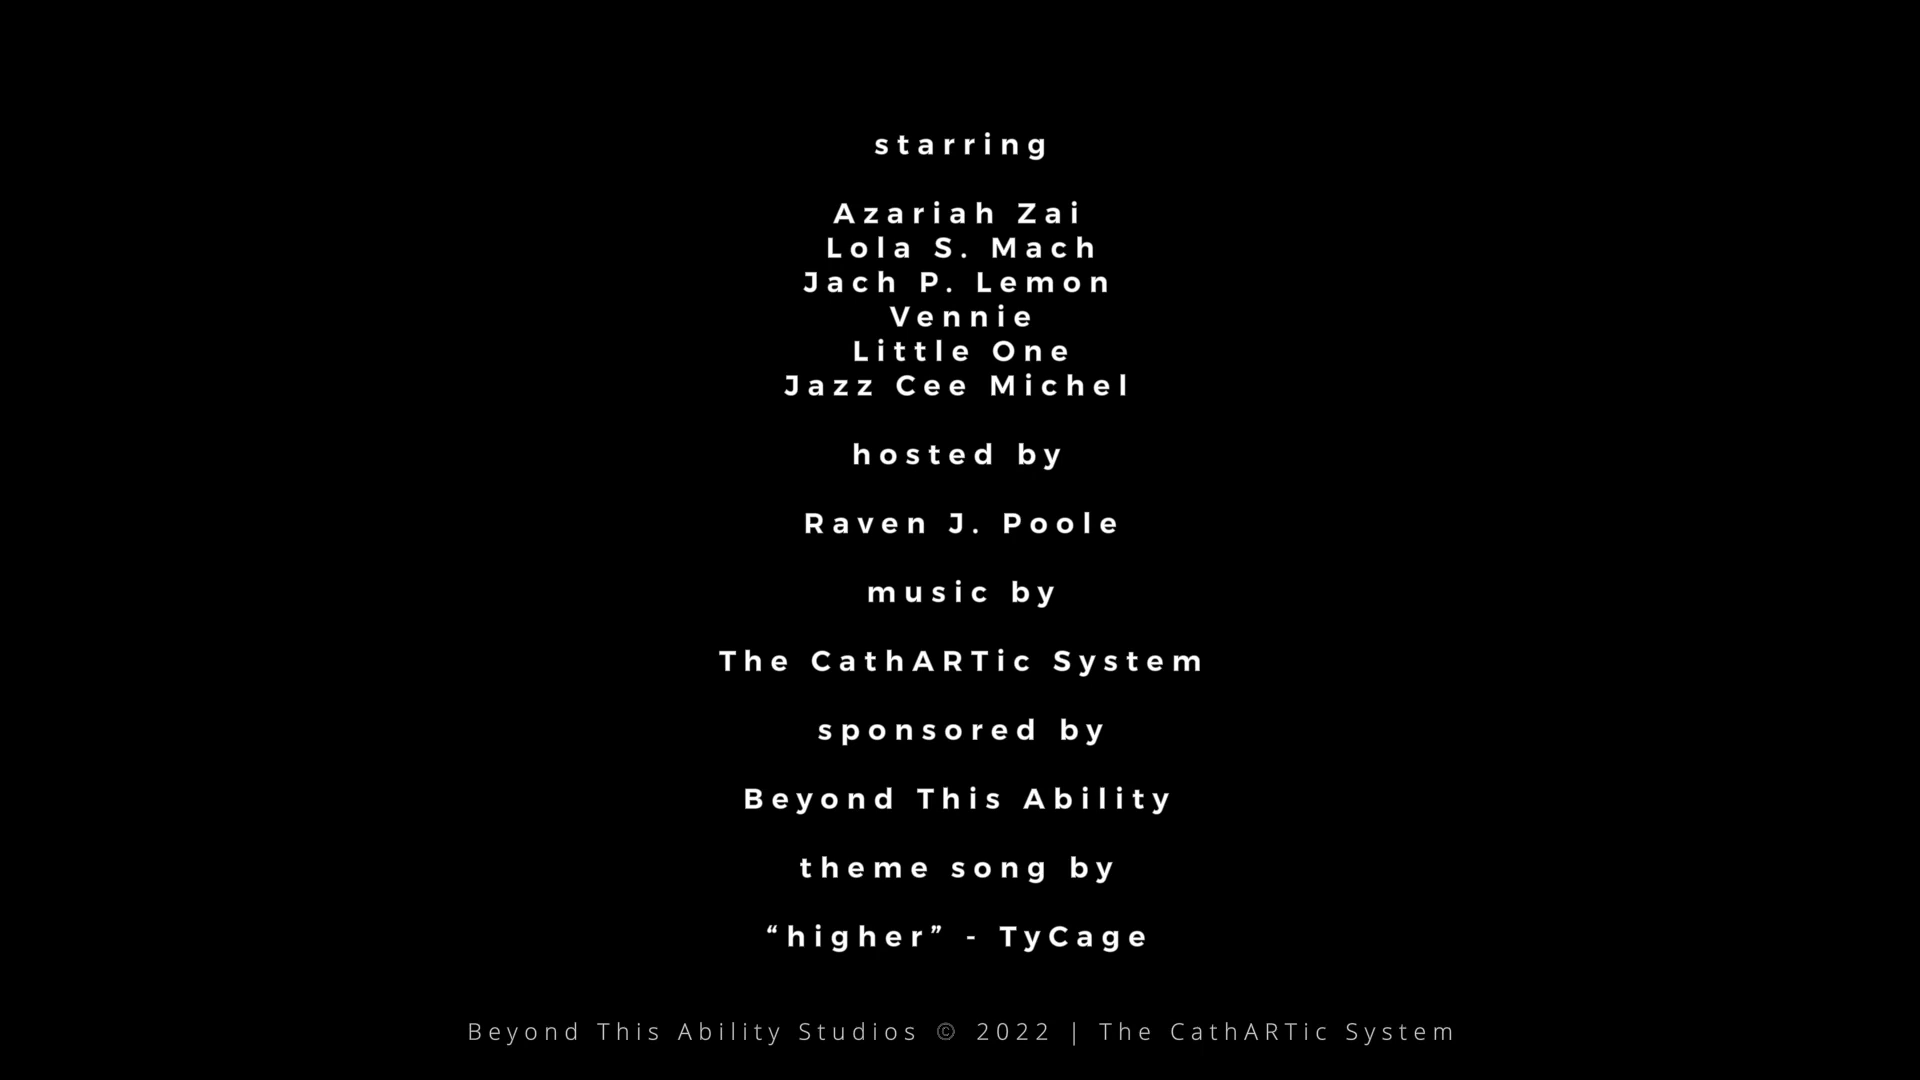 starring
Azariah Zai
Lola S. Mach
Jach P. Lemon
Vennie
Little One
Jazz Cee Michel
hosted by
Raven J. Poole
music by
The CathARTic System
sponsored by
Beyond This Ability
theme song by
“higher” - TyCage
Beyond This Ability Studios © 2022 | The CathARTic System